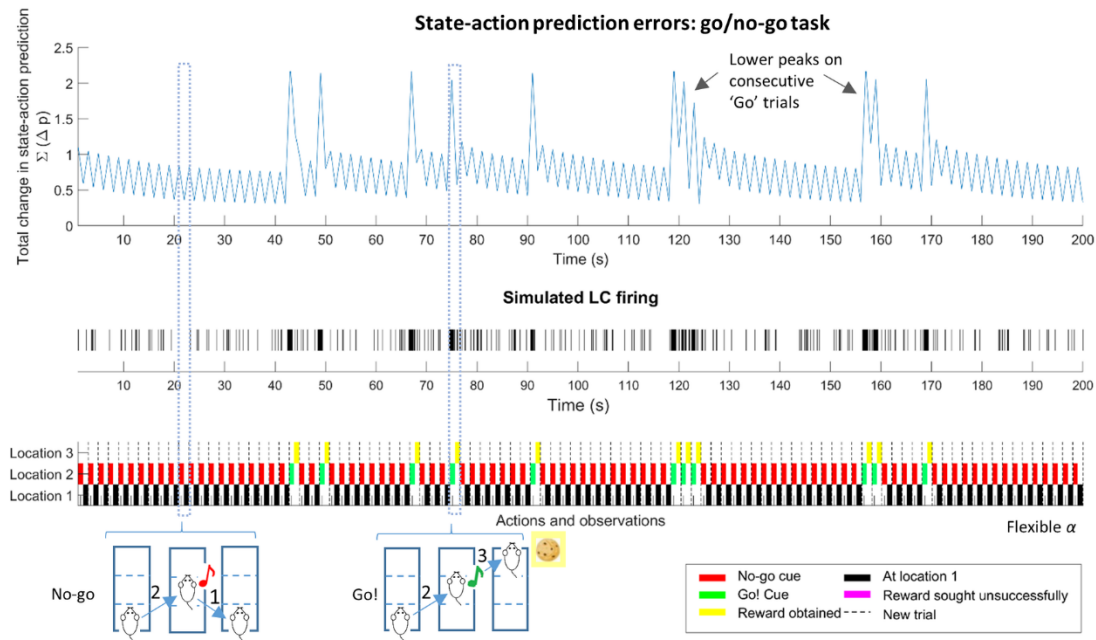 State-action prediction errors: go/no-go task
Total change in state-action prediction
Σ (Δ p)
2.5
2
1.5
1
0.5
0
Lower peaks on
consecutive
‘Go’ trials
10 20 30 40 50 60 70 80 90 100 110 120 130 140 150 160 170 180 190 200
Time (s)
Simulated LC firing
10 20 30 40 50 60 70 80 90 100 110 120 130 140 150 160 170 180 190 200
Time (s)
Location 3
Location 2
Location 1
Actions and observations
Flexible α
No-go
2
1
Go!
2
3
No-go cue
Go! Cue
Reward obtained
At location 1
Reward sought unsuccessfully
New trial